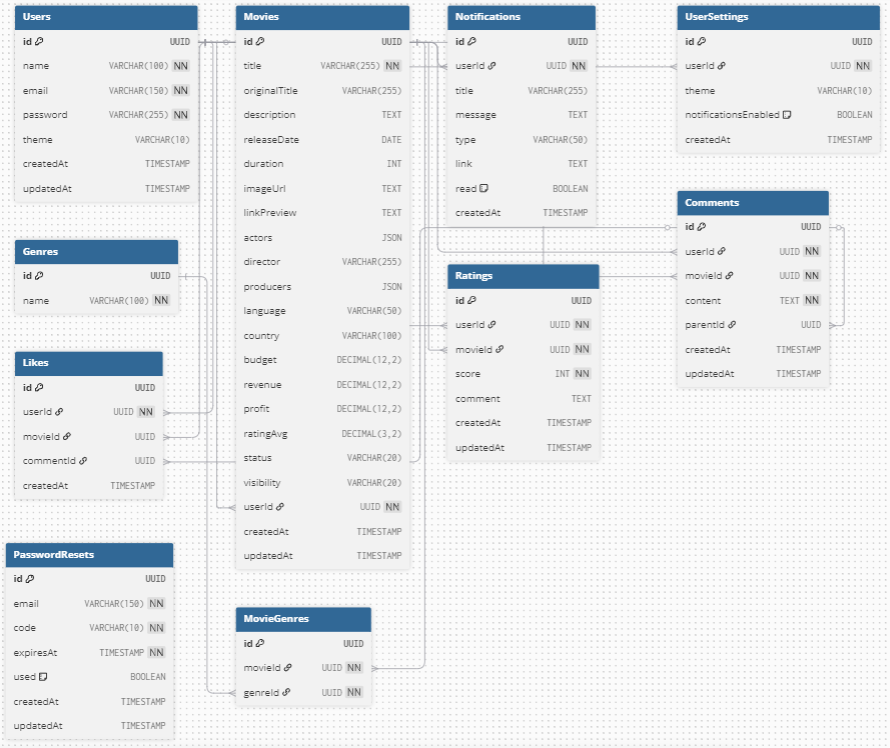 Users
id UUID
name VARCHAR(100) NN
email VARCHAR(150) NN
password VARCHAR(255) NN
theme VARCHAR(10)
createdAt TIMESTAMP
updatedAt TIMESTAMP
Movies
id UUID
title VARCHAR(255) NN
originalTitle VARCHAR(255)
description TEXT
releaseDate DATE
duration INT
imageUrl TEXT
linkPreview TEXT
actors JSON
director VARCHAR(255)
producers JSON
language VARCHAR(50)
country VARCHAR(100)
budget DECIMAL(12,2)
revenue DECIMAL(12,2)
profit DECIMAL(12,2)
ratingAvg DECIMAL(3,2)
status VARCHAR(20)
visibility VARCHAR(20)
userId UUID NN
createdAt TIMESTAMP
updatedAt TIMESTAMP
Notifications
id UUID
userId UUID NN
title VARCHAR(255)
message TEXT
type VARCHAR(50)
link TEXT
read BOOLEAN
createdAt TIMESTAMP
UserSettings
id UUID
userId UUID NN
theme VARCHAR(10)
notificationsEnabled BOOLEAN
createdAt TIMESTAMP
Comments
id UUID
userId UUID NN
movieId UUID NN
content TEXT NN
parentId UUID
createdAt TIMESTAMP
updatedAt TIMESTAMP
Genres
id UUID
name VARCHAR(100) NN
Ratings
id UUID
userId UUID NN
movieId UUID NN
score INT NN
comment TEXT
createdAt TIMESTAMP
updatedAt TIMESTAMP
Likes
id UUID
userId UUID NN
movieId UUID
commentId UUID
createdAt TIMESTAMP
PasswordResets
id UUID
email VARCHAR(150) NN
code VARCHAR(10) NN
expiresAt TIMESTAMP NN
used BOOLEAN
createdAt TIMESTAMP
updatedAt TIMESTAMP
MovieGenres
id UUID
movieId UUID NN
genreId UUID NN